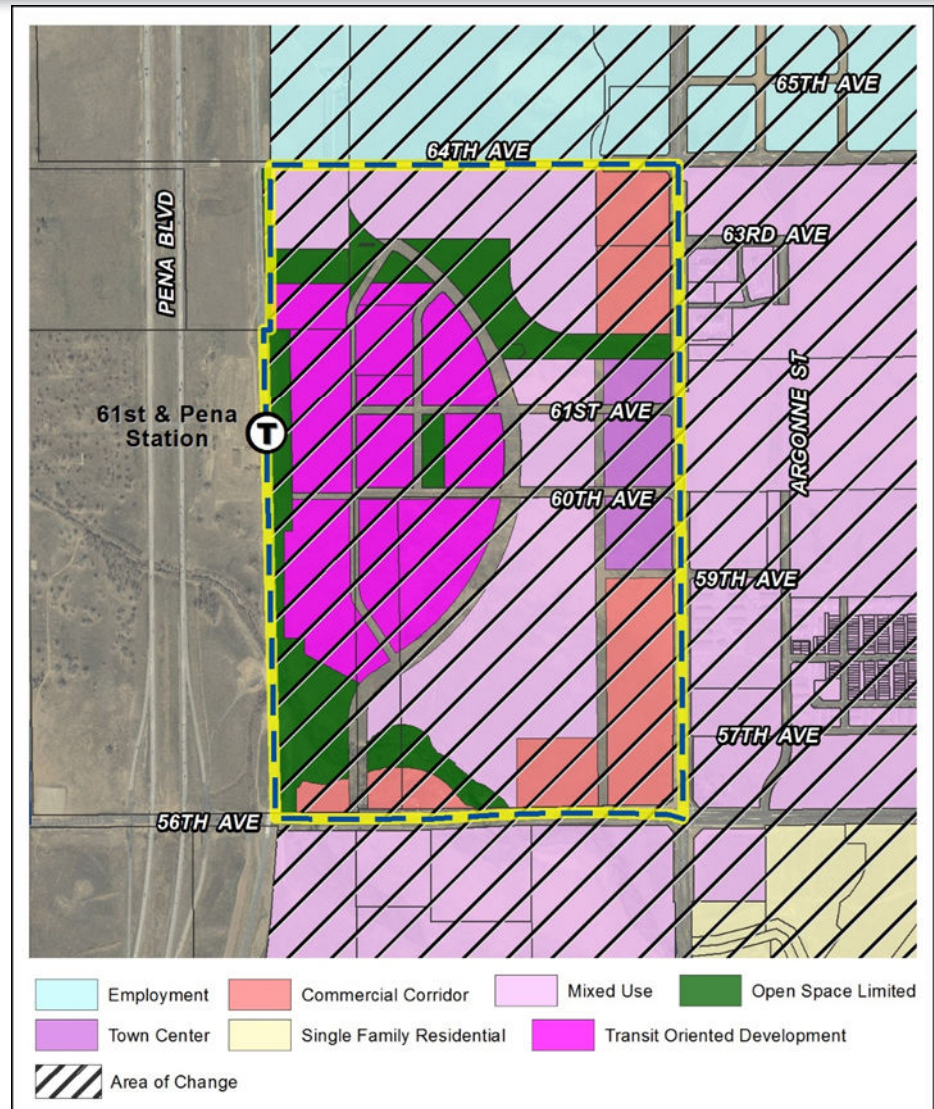 65TH AVE
64TH AVE
PENA BLVD
63RD AVE
61st & Pena
Station
T
61ST AVE
ARGONNE ST
60TH AVE
59TH AVE
57TH AVE
56TH AVE
Employment
Commercial Corridor
Mixed Use
Open Space Limited
Town Center
Single Family Residential
Transit Oriented Development
Area of Change